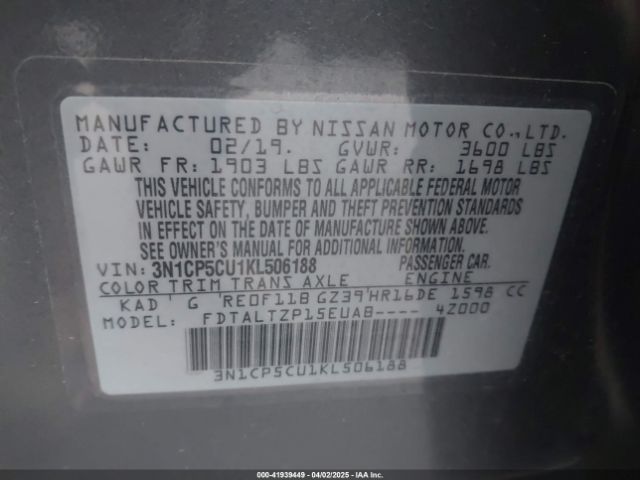 MANUFACTURED BY NISSAN MOTOR CO., LTD.
DATE: 02/19. GVWR: 3600 LBS
GAWR FR: 1903 LBS GAWR RR: 1698 LBS
THIS VEHICLE CONFORMS TO ALL APPLICABLE FEDERAL MOTOR
VEHICLE SAFETY, BUMPER AND THEFT PREVENTION STANDARDS
IN EFFECT ON THE DATE OF MANUFACTURE SHOWN ABOVE.
SEE OWNER'S MANUAL FOR ADDITIONAL INFORMATION.
VIN: 3N1CP5CU1KL506188 PASSENGER CAR.
COLOR TRIM TRANS AXLE ENGINE
KAD G RE0F11B GZ39 HR16DE 1598 CC
MODEL: FDTALTZP15EUAB---- 4Z000
3N1CP5CU1KL506188
000-41939449 | 04/02/2025 | IAA Inc.